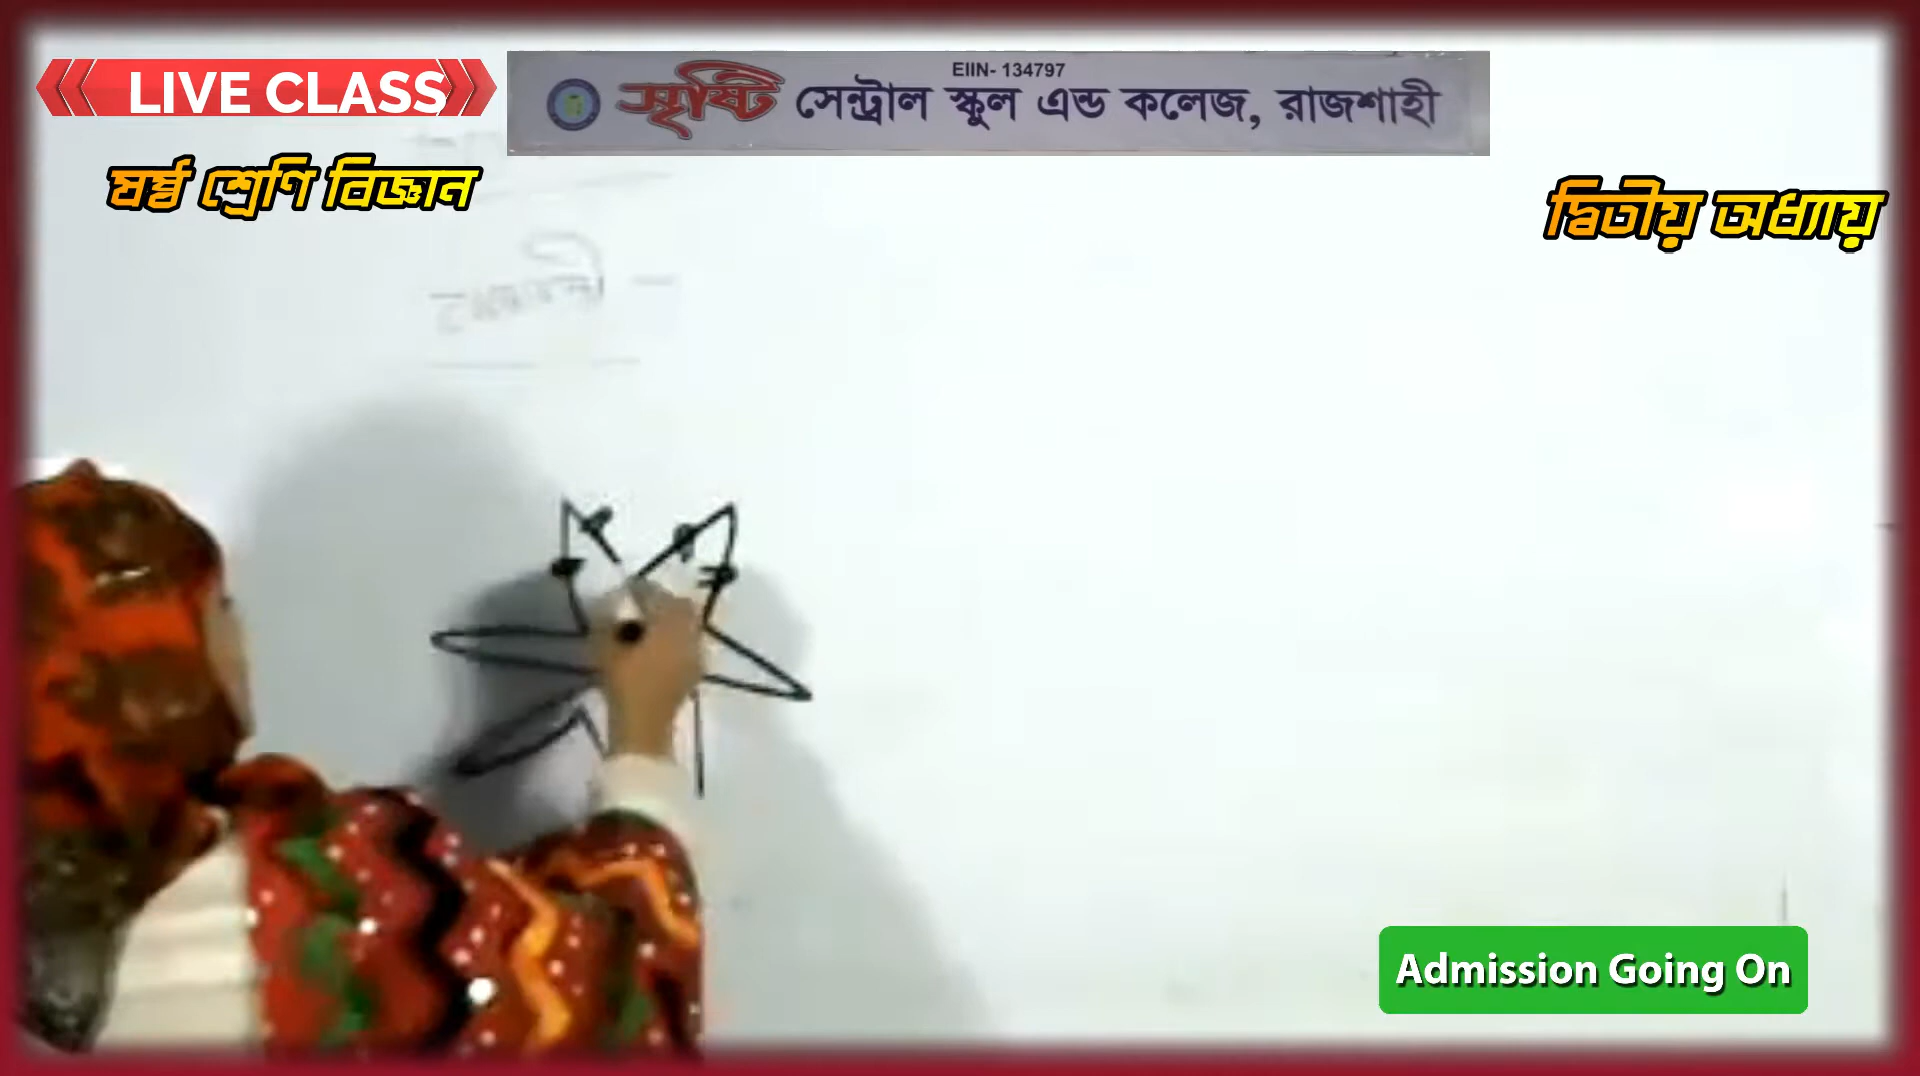 LIVE CLASS
EIIN- 134797
সৃষ্টি সেন্ট্রাল স্কুল এন্ড কলেজ, রাজশাহী
ষষ্ঠ শ্রেণি বিজ্ঞান
দ্বিতীয় অধ্যায়
Admission Going On